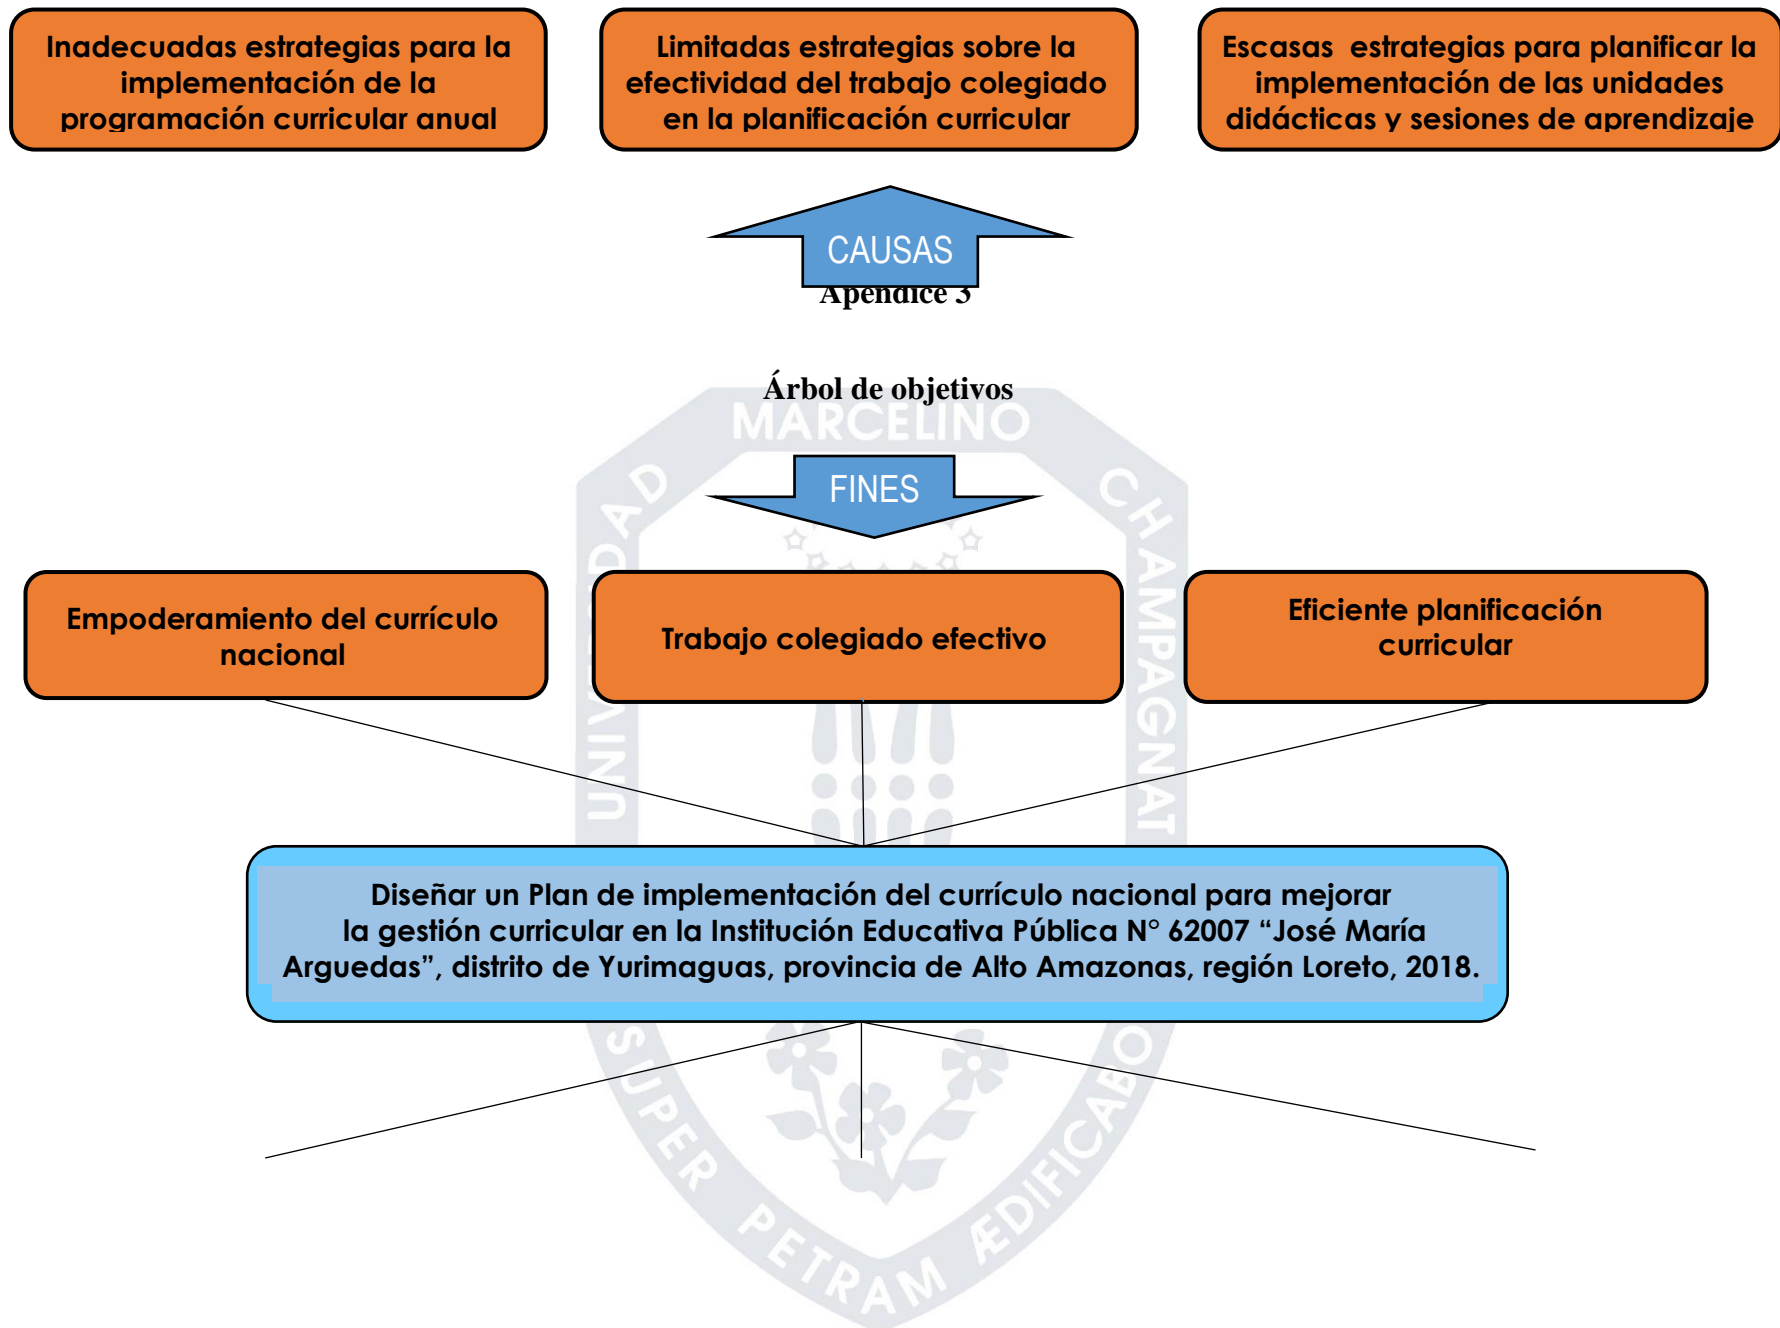 Inadecuadas estrategias para la
implementación de la
programación curricular anual
Limitadas estrategias sobre la
efectividad del trabajo colegiado
en la planificación curricular
Escasas  estrategias para planificar la
implementación de las unidades
didácticas y sesiones de aprendizaje
CAUSAS
Apéndice 3
Árbol de objetivos
FINES
Empoderamiento del currículo
nacional
Trabajo colegiado efectivo
Eficiente planificación
curricular
Diseñar un Plan de implementación del currículo nacional para mejorar
la gestión curricular en la Institución Educativa Pública N° 62007 “José María
Arguedas”, distrito de Yurimaguas, provincia de Alto Amazonas, región Loreto, 2018.
MARCELINO
CHAMPAGNAT
SUPER PETRAM ÆDIFICABO